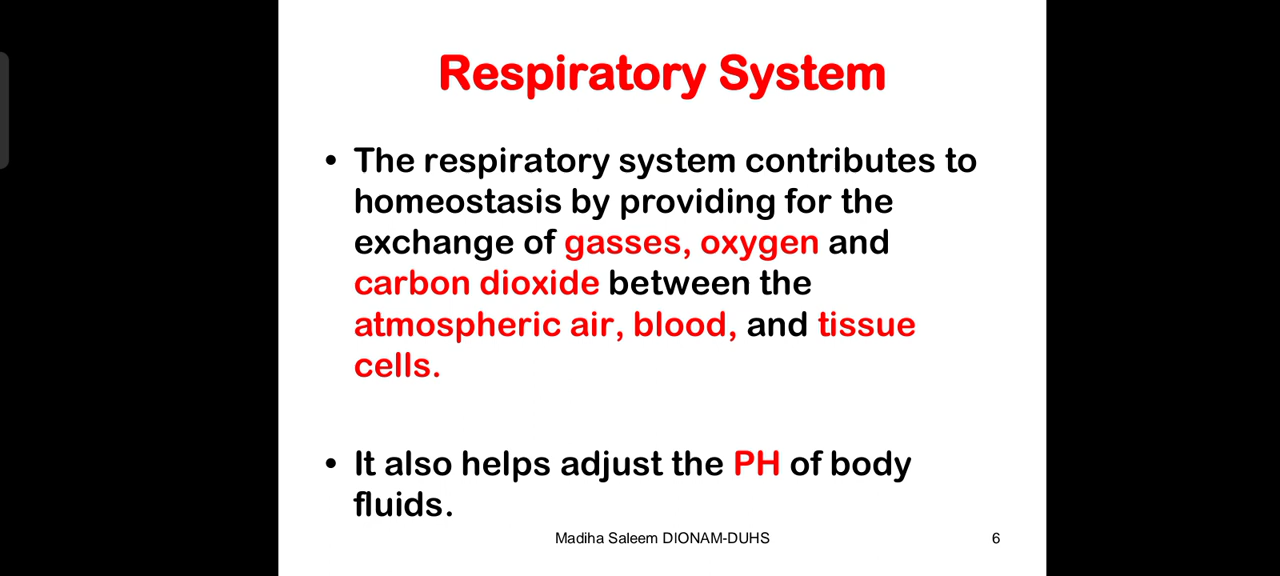 Respiratory System
• The respiratory system contributes to
homeostasis by providing for the
exchange of gasses, oxygen and
carbon dioxide between the
atmospheric air, blood, and tissue
cells.
• It also helps adjust the PH of body
fluids.
Madiha Saleem DIONAM-DUHS 6